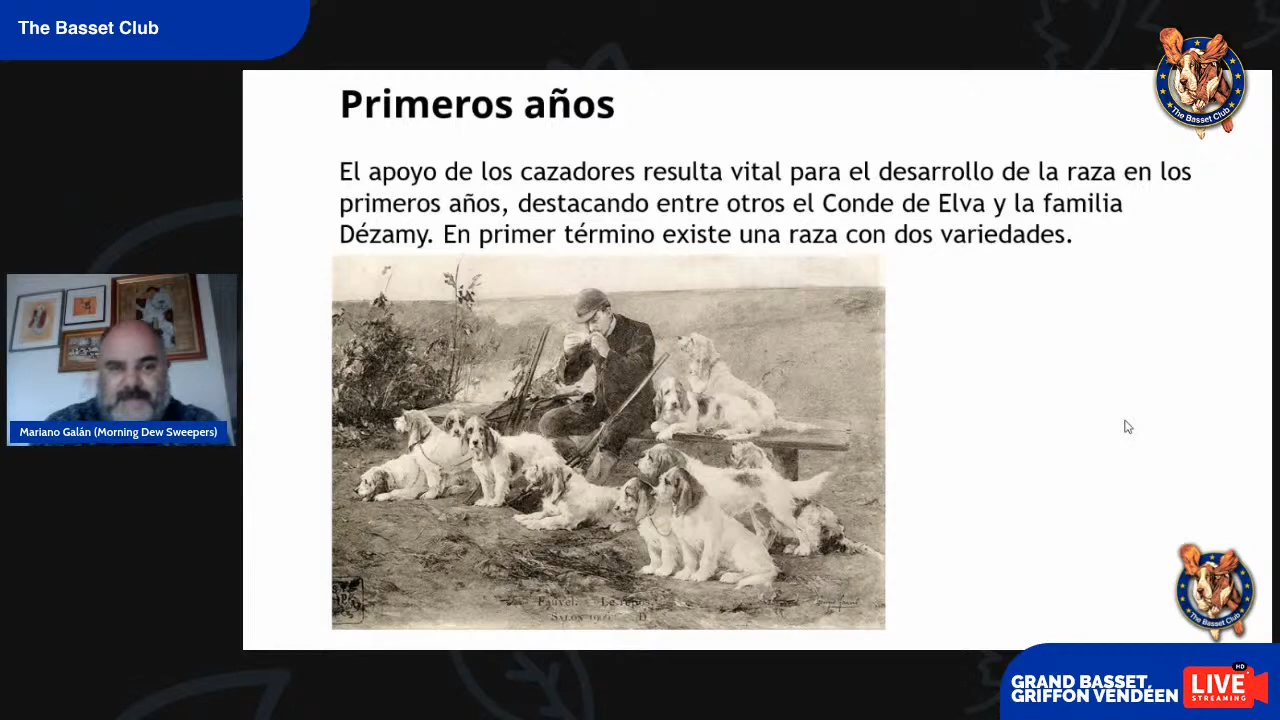 The Basset Club
The Basset Club
Primeros años
El apoyo de los cazadores resulta vital para el desarrollo de la raza en los
primeros años, destacando entre otros el Conde de Elva y la familia
Dézamy. En primer término existe una raza con dos variedades.
Mariano Galán (Morning Dew Sweepers)
Fauvel.
Salon
The Basset Club
GRAND BASSET
GRIFFON VENDÉEN
HD
LIVE
STREAMING